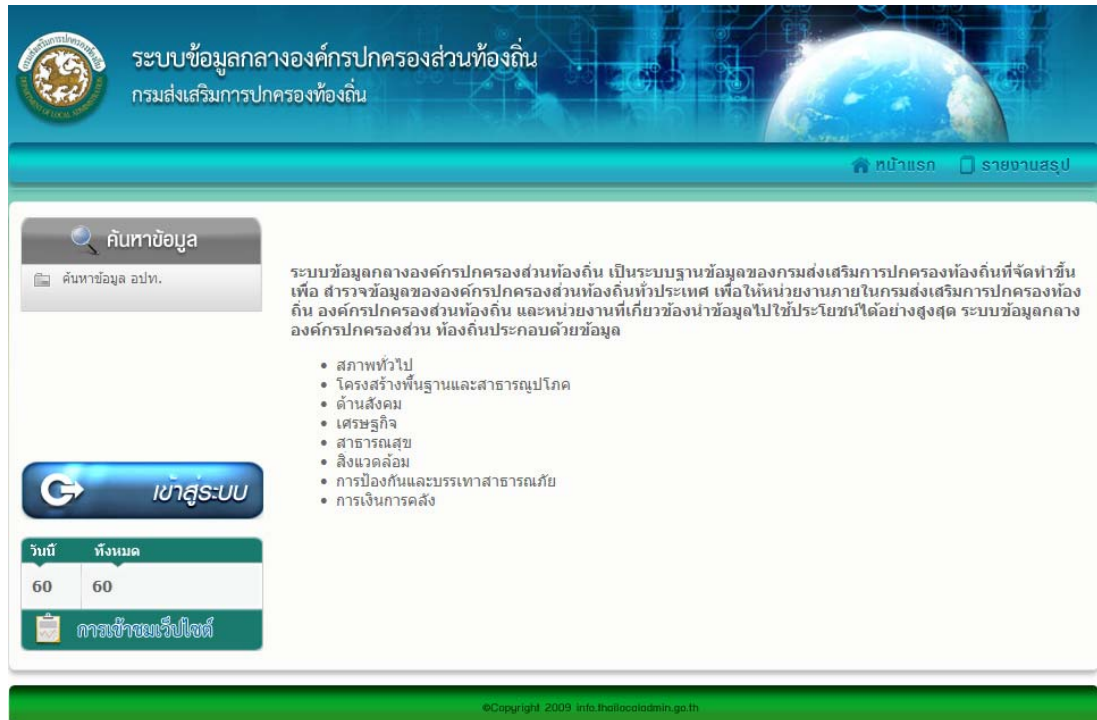 ระบบข้อมูลกลางองค์กรปกครองส่วนท้องถิ่น
กรมส่งเสริมการปกครองท้องถิ่น
หน้าแรก รายงานสรุป
ค้นหาข้อมูล
ค้นหาข้อมูล อปท.
ระบบข้อมูลกลางองค์กรปกครองส่วนท้องถิ่น เป็นระบบฐานข้อมูลของกรมส่งเสริมการปกครองท้องถิ่นที่จัดทำขึ้น
เพื่อ สำรวจข้อมูลขององค์กรปกครองส่วนท้องถิ่นทั่วประเทศ เพื่อให้หน่วยงานภายในกรมส่งเสริมการปกครองท้อง
ถิ่น องค์กรปกครองส่วนท้องถิ่น และหน่วยงานที่เกี่ยวข้องนำข้อมูลไปใช้ประโยชน์ได้อย่างสูงสุด ระบบข้อมูลกลาง
องค์กรปกครองส่วน ท้องถิ่นประกอบด้วยข้อมูล
• สภาพทั่วไป
• โครงสร้างพื้นฐานและสาธารณูปโภค
• ด้านสังคม
• เศรษฐกิจ
• สาธารณสุข
• สิ่งแวดล้อม
• การป้องกันและบรรเทาสาธารณภัย
• การเงินการคลัง
เข้าสู่ระบบ
วันนี้ ทั้งหมด
60 60
การเข้าชมเว็ปไซต์
©Copyright 2009 info.thailocaladmin.go.th